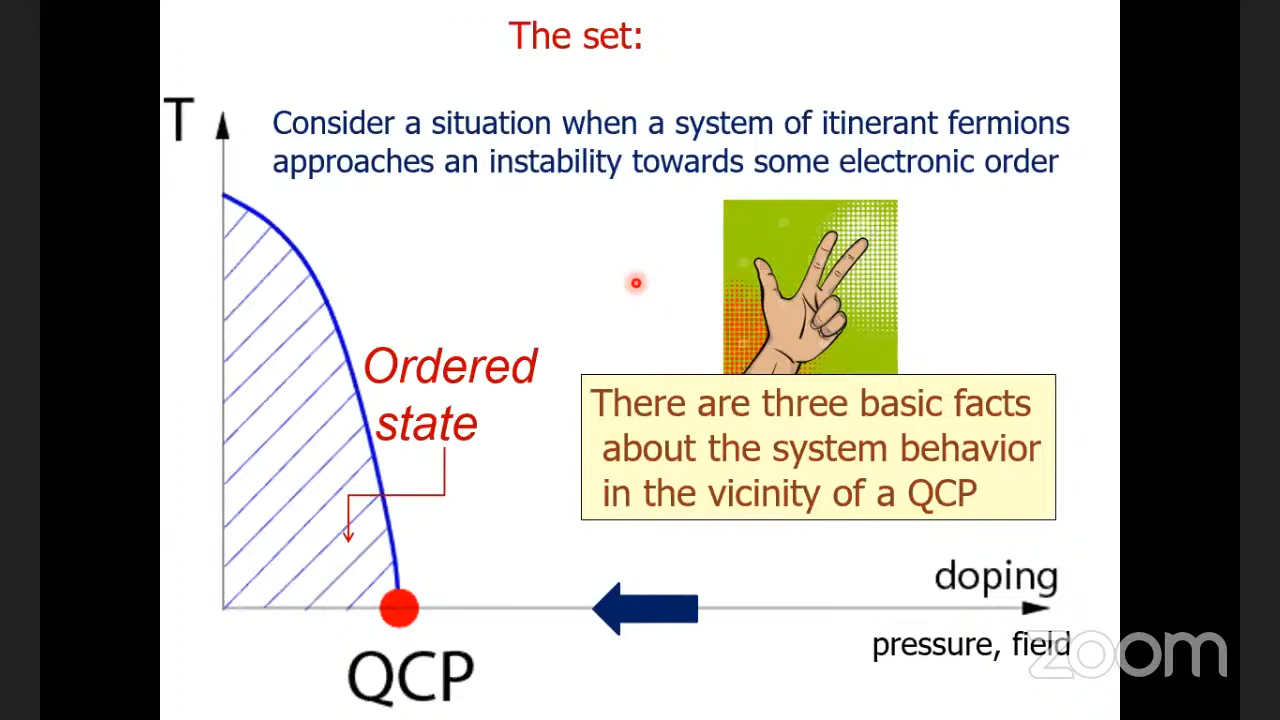 The set:
T
Consider a situation when a system of itinerant fermions
approaches an instability towards some electronic order
Ordered
state
There are three basic facts
about the system behavior
in the vicinity of a QCP
doping
pressure, field
QCP
zoom